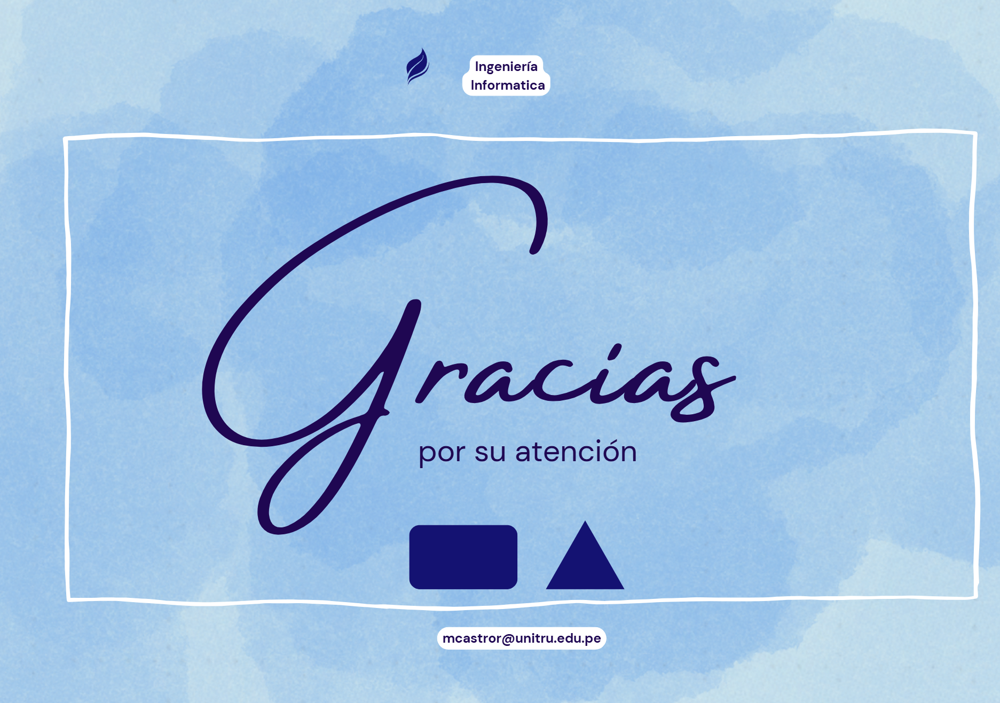 Ingeniería
Informatica
Gracias
por su atención
mcastror@unitru.edu.pe